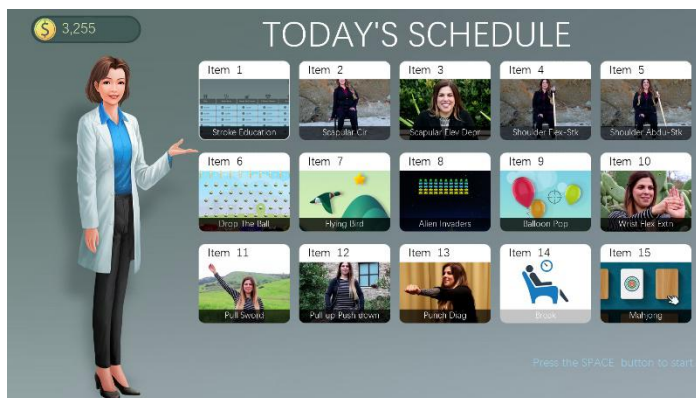 3,255
TODAY'S SCHEDULE
Item 1
Item 2
Item 3
Item 4
Item 5
Stroke Education
Scapular Cir
Scapular Elev Depr
Shoulder Flex-Stk
Shoulder Abdu-Stk
Item 6
Item 7
Item 8
Item 9
Item 10
Drop The Ball
Flying Bird
Alien Invaders
Balloon Pop
Wrist Flex Extn
Item 11
Item 12
Item 13
Item 14
Item 15
Pull Sword
Pull up Push down
Punch Diag
Break
Mahjong
Press the SPACE button to start